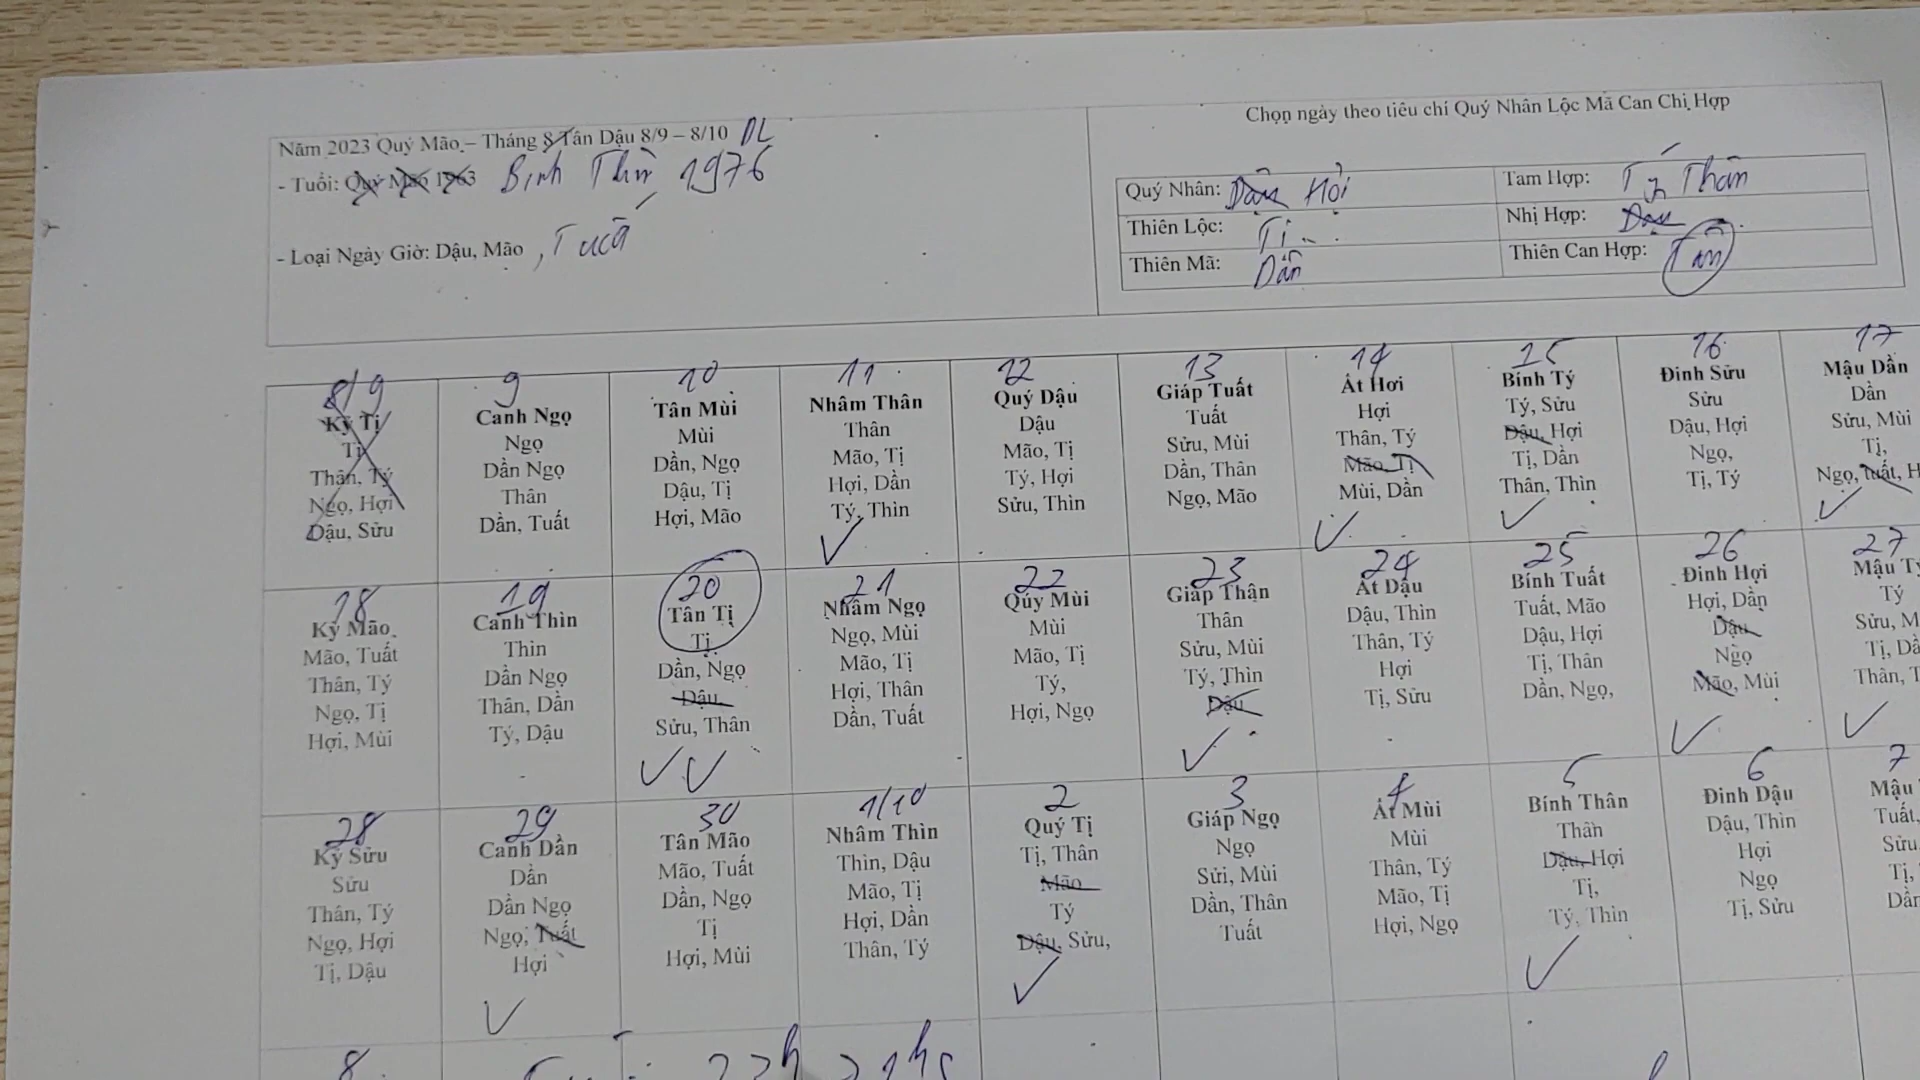 Năm 2023 Quý Mão – Tháng 8 Tân Dậu 8/9 – 8/10 DL
- Tuổi: Quý Mão 1963 Bính Thìn 1976
- Loại Ngày Giờ: Dậu, Mão , Tuất
Chọn ngày theo tiêu chí Quý Nhân Lộc Mã Can Chi Hợp
Quý Nhân: Dậu Hợi
Tam Hợp: Tý Thân
Thiên Lộc: Tị
Nhị Hợp: Dậu
Thiên Mã: Dần
Thiên Can Hợp: Tân
8/9
Kỷ Tị
Tị
Thân, Tý
Ngọ, Hợi
Dậu, Sửu
9
Canh Ngọ
Ngọ
Dần Ngọ
Thân
Dần, Tuất
10
Tân Mùi
Mùi
Dần, Ngọ
Dậu, Tị
Hợi, Mão
11
Nhâm Thân
Thân
Mão, Tị
Hợi, Dần
Tý, Thìn
12
Quý Dậu
Dậu
Mão, Tị
Tý, Hợi
Sửu, Thìn
13
Giáp Tuất
Tuất
Sửu, Mùi
Dần, Thân
Ngọ, Mão
14
Ất Hợi
Hợi
Thân, Tý
Mão, Tị
Mùi, Dần
15
Bính Tý
Tý, Sửu
Dậu, Hợi
Tị, Dần
Thân, Thìn
16
Đinh Sửu
Sửu
Dậu, Hợi
Ngọ,
Tị, Tý
17
Mậu Dần
Dần
Sửu, Mùi
Tị,
Ngọ, tuất, H
18
Kỷ Mão
Mão, Tuất
Thân, Tý
Ngọ, Tị
Hợi, Mùi
19
Canh Thìn
Thìn
Dần Ngọ
Thân, Dần
Tý, Dậu
20
Tân Tị
Tị
Dần, Ngọ
Dậu
Sửu, Thân
21
Nhâm Ngọ
Ngọ, Mùi
Mão, Tị
Hợi, Thân
Dần, Tuất
22
Qúy Mùi
Mùi
Mão, Tị
Tý,
Hợi, Ngọ
23
Giáp Thận
Thân
Sửu, Mùi
Tý, Thìn
Dậu
24
Ất Dậu
Dậu, Thìn
Thân, Tý
Hợi
Tị, Sửu
25
Bính Tuất
Tuất, Mão
Dậu, Hợi
Tị, Thân
Dần, Ngọ,
26
Đinh Hợi
Hợi, Dần
Dậu
Ngọ
Mão, Mùi
27
Mậu Tý
Tý
Sửu, M
Tị, Dầ
Thân, T
28
Kỷ Sửu
Sửu
Thân, Tý
Ngọ, Hợi
Tị, Dậu
29
Canh Dần
Dần
Dần Ngọ
Ngọ, Tuất
Hợi
30
Tân Mão
Mão, Tuất
Dần, Ngọ
Tị
Hợi, Mùi
1/10
Nhâm Thìn
Thìn, Dậu
Mão, Tị
Hợi, Dần
Thân, Tý
2
Quý Tị
Tị, Thân
Mão
Tý
Dậu, Sửu,
3
Giáp Ngọ
Ngọ
Sửi, Mùi
Dần, Thân
Tuất
4
Ất Mùi
Mùi
Thân, Tý
Mão, Tị
Hợi, Ngọ
5
Bính Thân
Thân
Dậu, Hợi
Tị,
Tý, Thìn
6
Đinh Dậu
Dậu, Thìn
Hợi
Ngọ
Tị, Sửu
7
Mậu
Tuất,
Sửu
Tị,
Dần
8